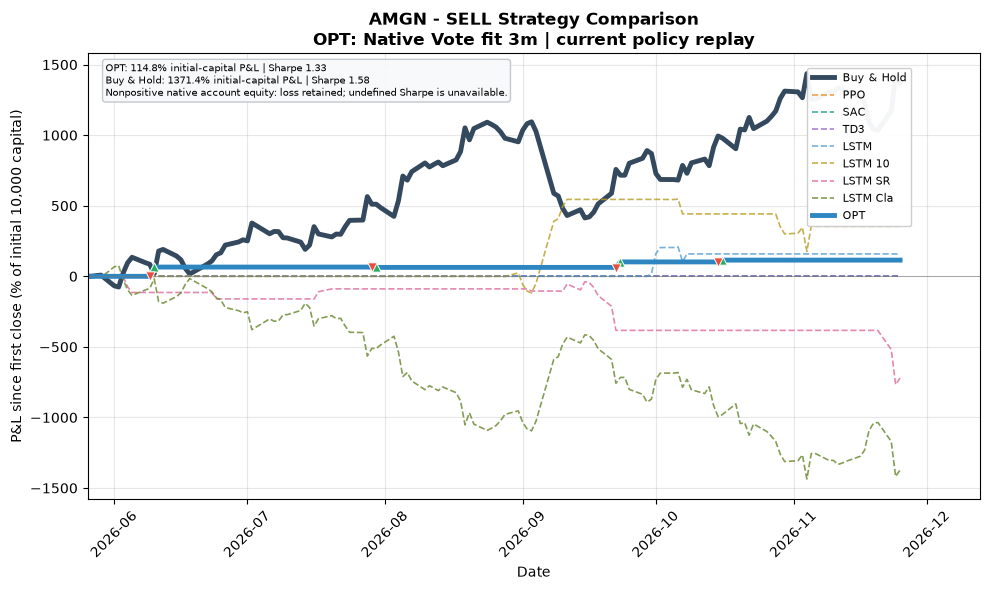 AMGN - SELL Strategy Comparison
OPT: Native Vote fit 3m | current policy replay
OPT: 114.8% initial-capital P&L | Sharpe 1.33
Buy & Hold: 1371.4% initial-capital P&L | Sharpe 1.58
Nonpositive native account equity: loss retained; undefined Sharpe is unavailable.
Buy & Hold
PPO
SAC
TD3
LSTM
LSTM 10
LSTM SR
LSTM Cla
OPT
P&L since first close (% of initial 10,000 capital)
1500
1000
500
0
−500
−1000
−1500
2026-06
2026-07
2026-08
2026-09
2026-10
2026-11
2026-12
Date